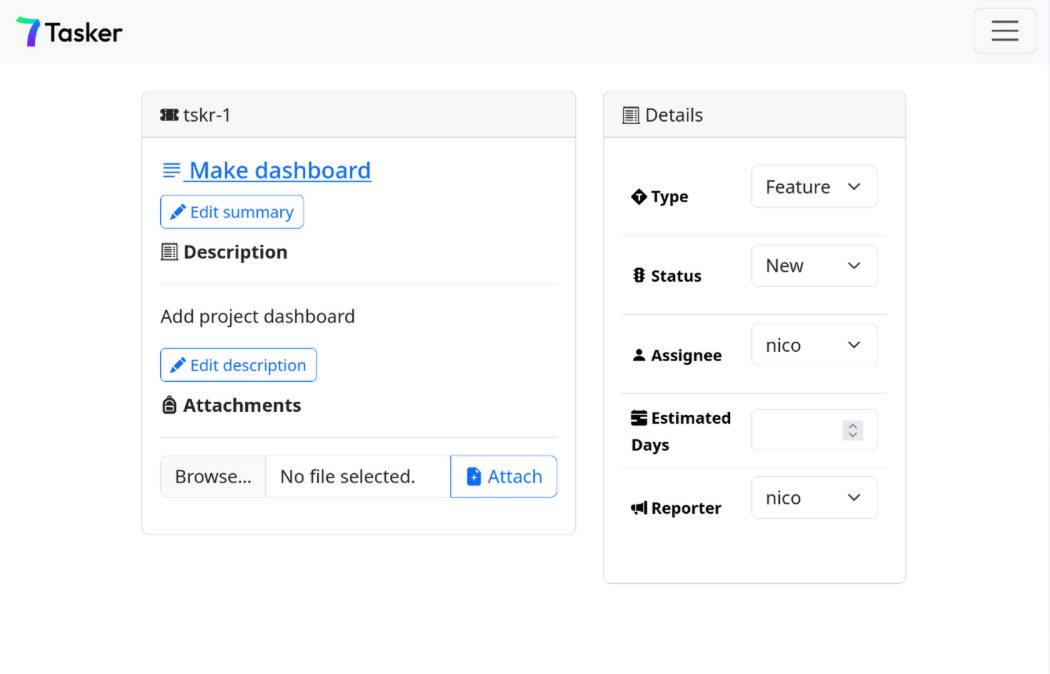 Tasker
tskr-1
Make dashboard
Edit summary
Description
Add project dashboard
Edit description
Attachments
Browse... No file selected. Attach
Details
Type Feature
Status New
Assignee nico
Estimated
Days
Reporter nico